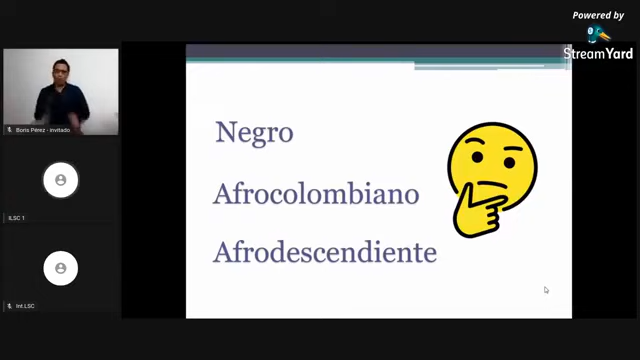 Powered by
StreamYard
Boris Pérez - invitado
ILSC 1
Int.LSC
Negro
Afrocolombiano
Afrodescendiente